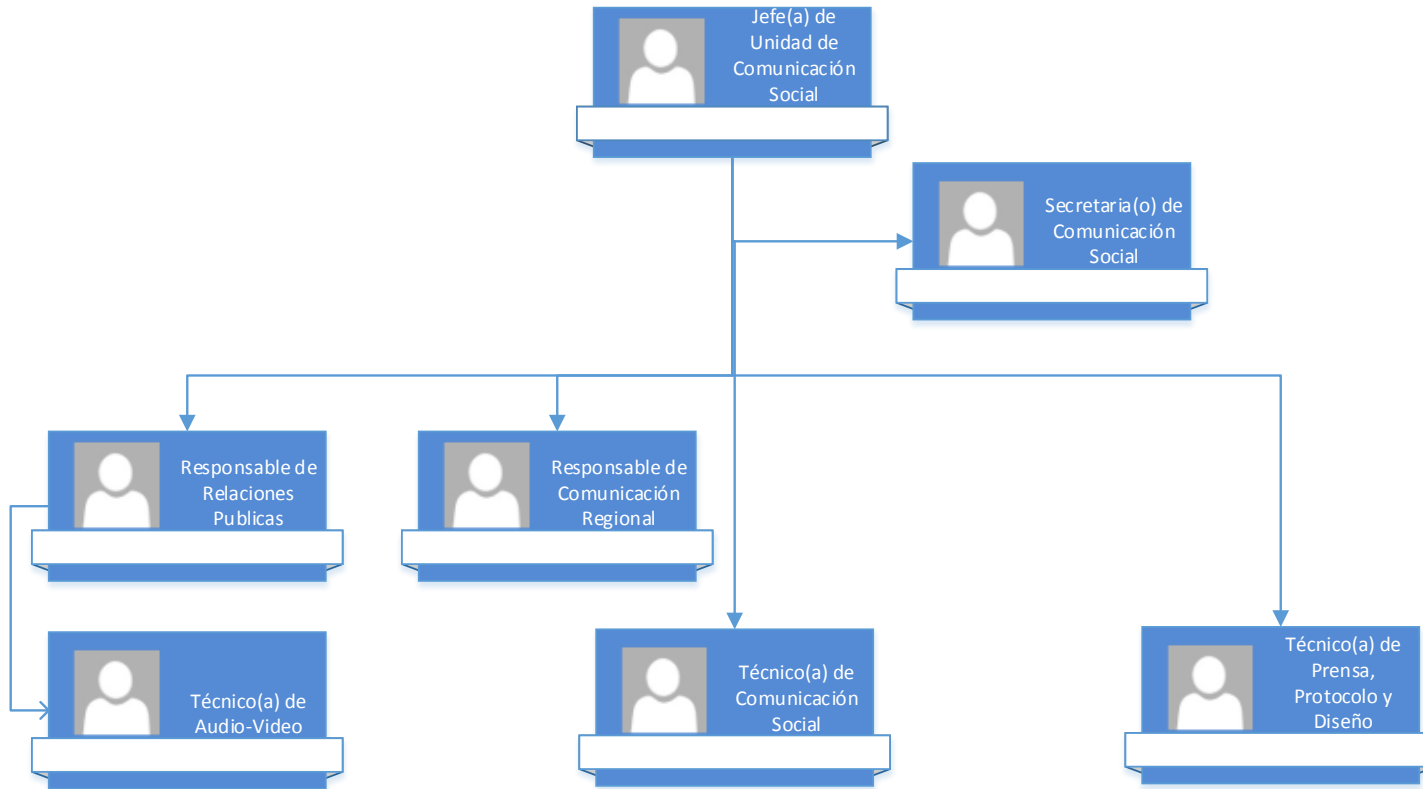 Jefe(a) de
Unidad de
Comunicación
Social
Secretaria(o) de
Comunicación
Social
Responsable de
Relaciones
Publicas
Responsable de
Comunicación
Regional
Técnico(a) de
Audio-Video
Técnico(a) de
Comunicación
Social
Técnico(a) de
Prensa,
Protocolo y
Diseño